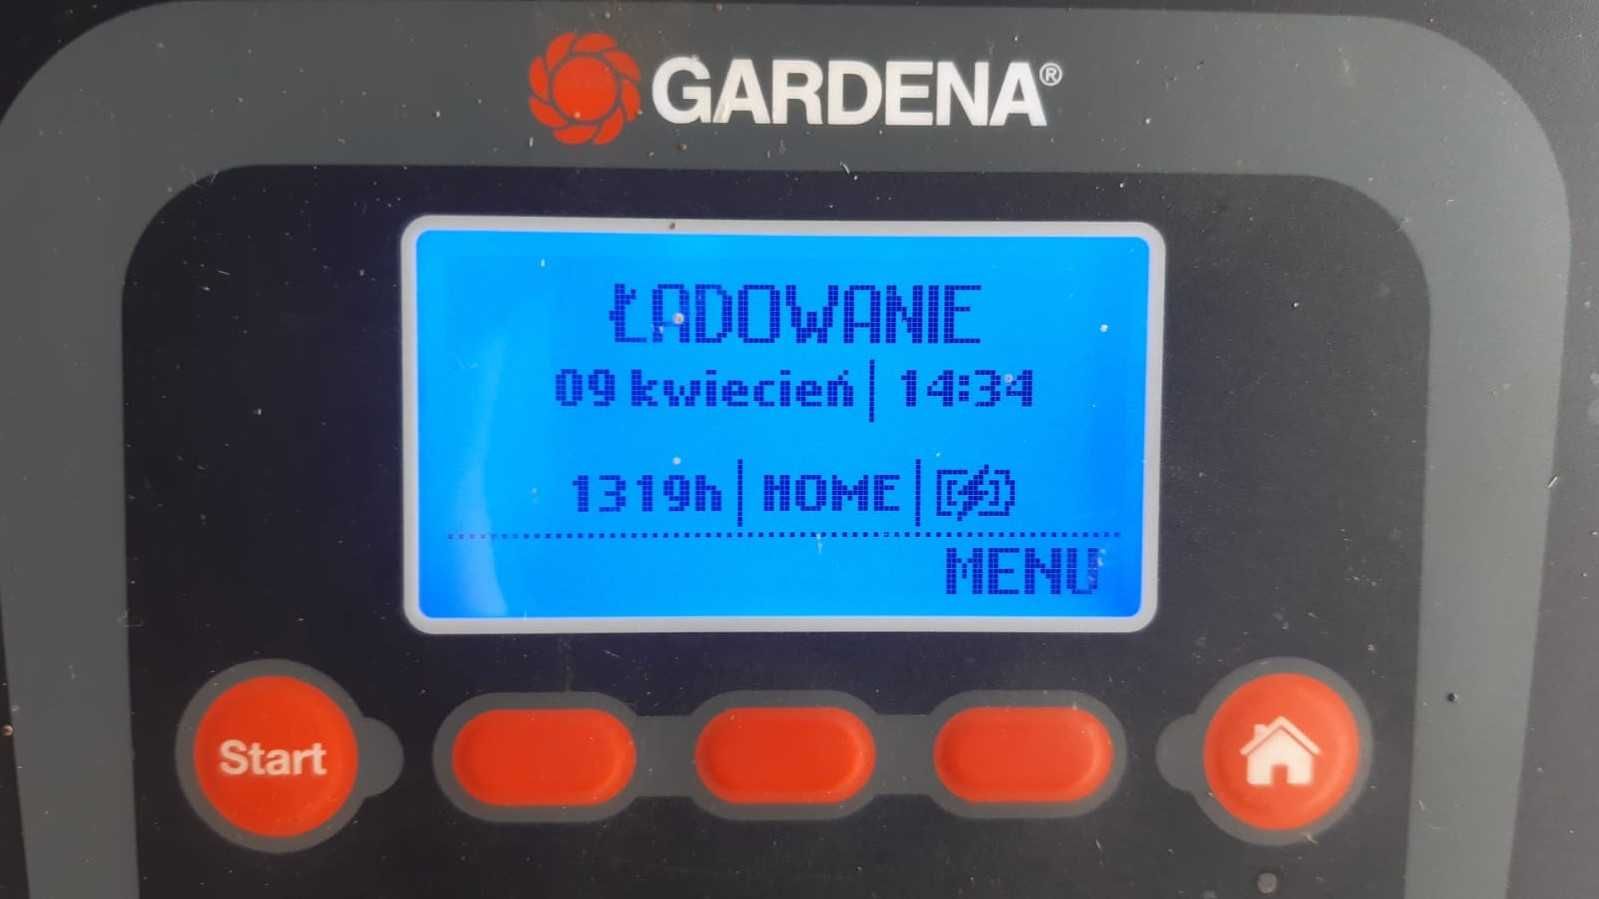 GARDENA®
ŁADOWANIE
09 kwiecień | 14:34
1319h | HOME |
MENU
Start